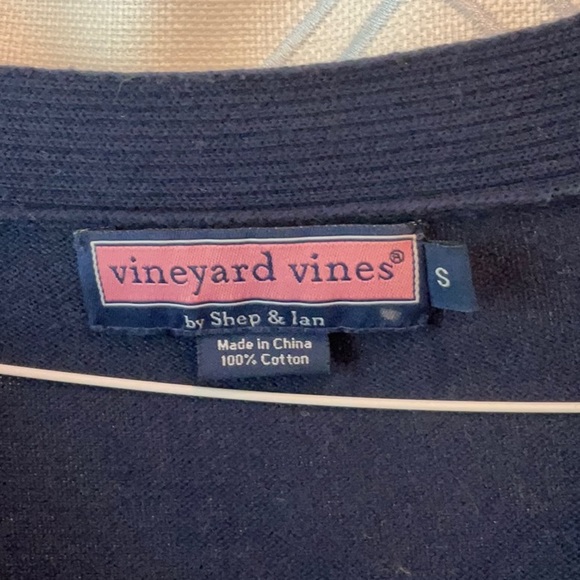 vineyard vines®
S
by Shep & Ian
Made in China
100% Cotton